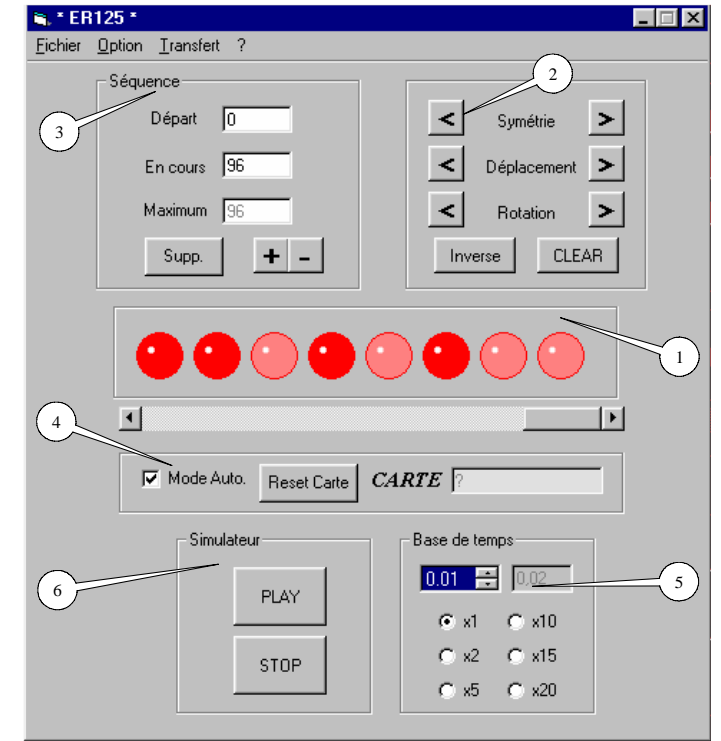 * ER125 *
Fichier Option Transfert ?
Séquence
Départ 0
En cours 96
Maximum 96
Supp. + -
3
2
< Symétrie >
< Déplacement >
< Rotation >
Inverse CLEAR
1
4
Mode Auto. Reset Carte CARTE ?
Simulateur
PLAY
STOP
6
Base de temps
0.01 0,02
x1 x10
x2 x15
x5 x20
5